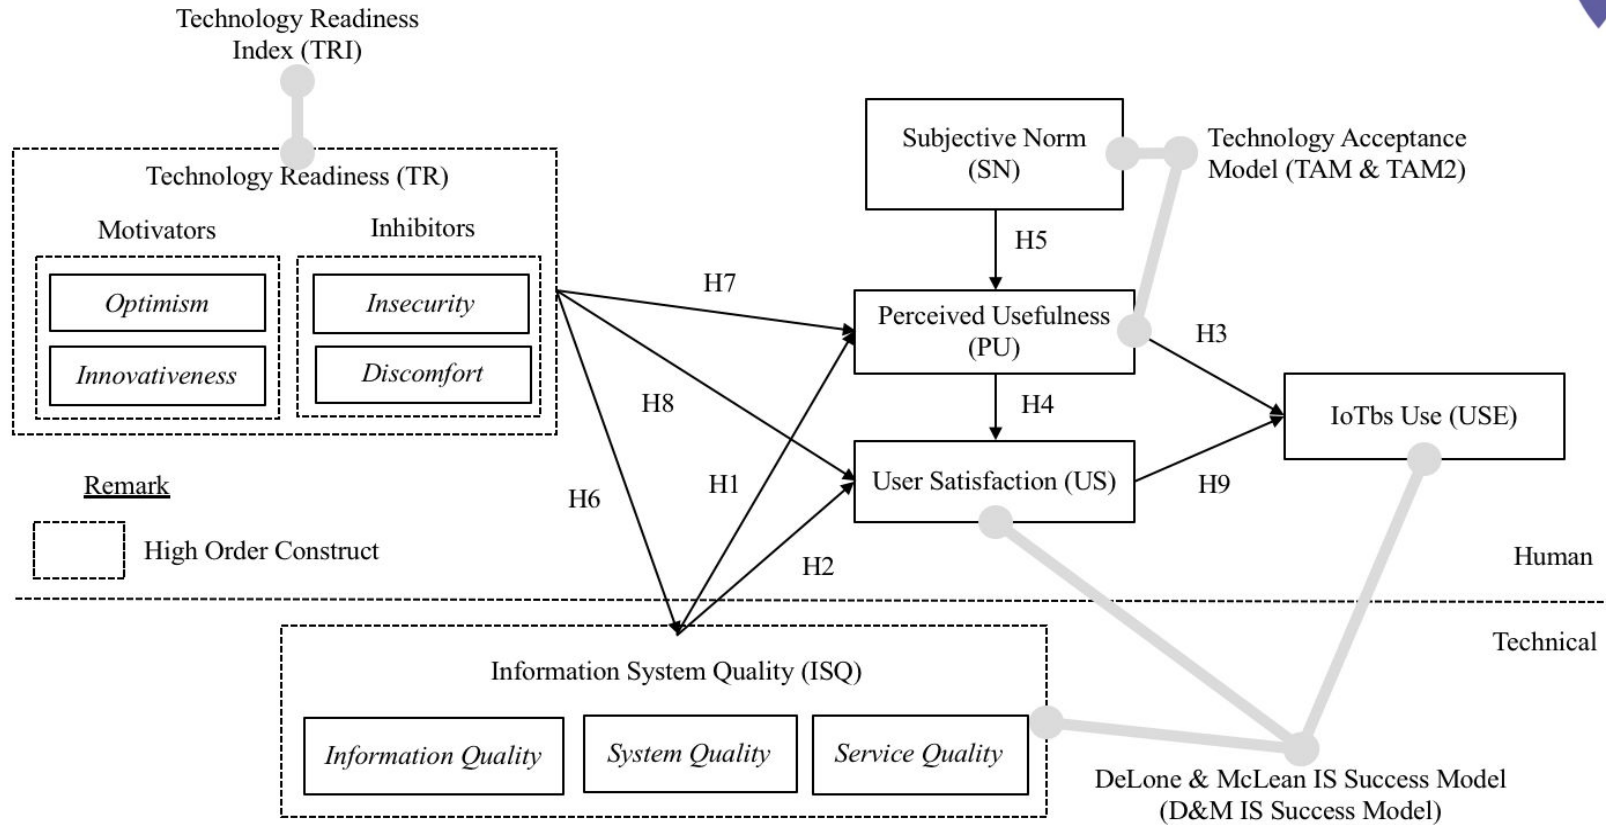 Technology Readiness
Index (TRI)
Technology Readiness (TR)
Motivators
Inhibitors
Optimism
Innovativeness
Insecurity
Discomfort
Remark
High Order Construct
Subjective Norm
(SN)
Technology Acceptance
Model (TAM & TAM2)
H5
H7
Perceived Usefulness
(PU)
H3
H8
H4
IoTbs Use (USE)
H6
H1
User Satisfaction (US)
H9
H2
Human
Technical
Information System Quality (ISQ)
Information Quality
System Quality
Service Quality
DeLone & McLean IS Success Model
(D&M IS Success Model)